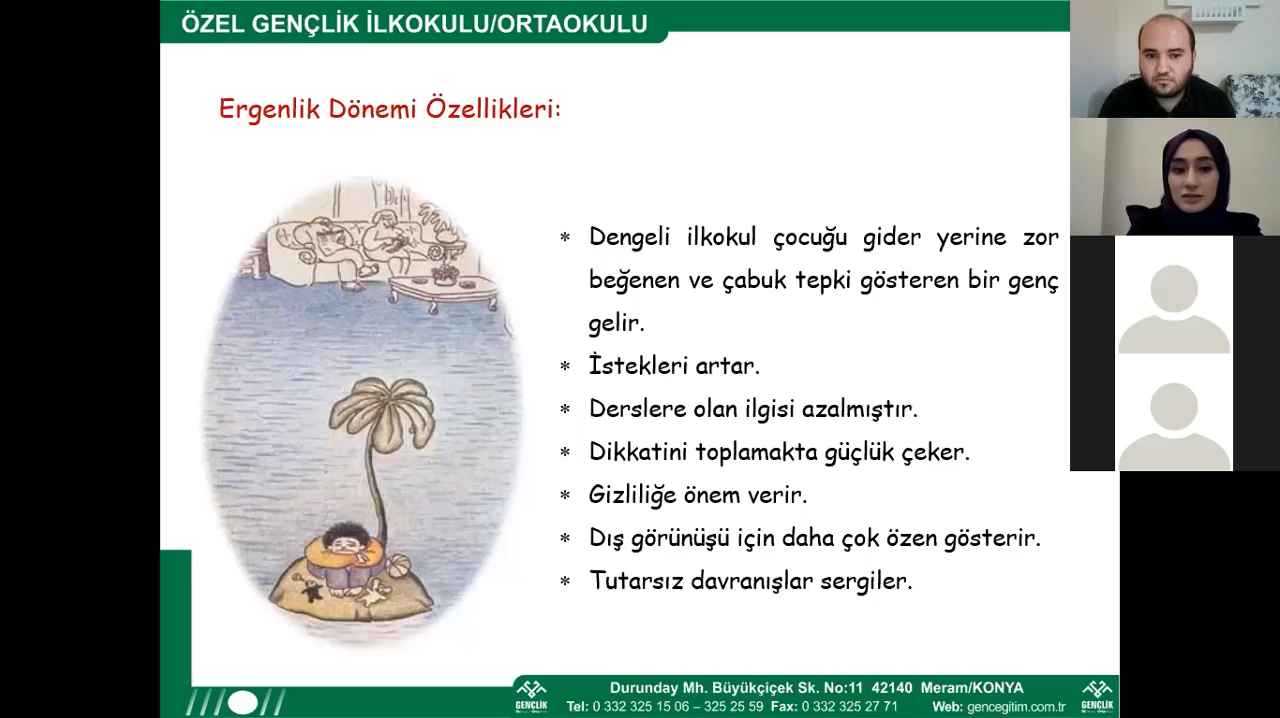 ÖZEL GENÇLİK İLKOKULU/ORTAOKULU
Ergenlik Dönemi Özellikleri:
* Dengeli ilkokul çocuğu gider yerine zor
beğenen ve çabuk tepki gösteren bir genç
gelir.
* İstekleri artar.
* Derslere olan ilgisi azalmıştır.
* Dikkatini toplamakta güçlük çeker.
* Gizliliğe önem verir.
* Dış görünüşü için daha çok özen gösterir.
* Tutarsız davranışlar sergiler.
GENÇLİK
Durunday Mh. Büyükçiçek Sk. No:11 42140 Meram/KONYA
Tel: 0 332 325 15 06 – 325 25 59 Fax: 0 332 325 27 71 Web: gencegitim.com.tr
GENÇLİK